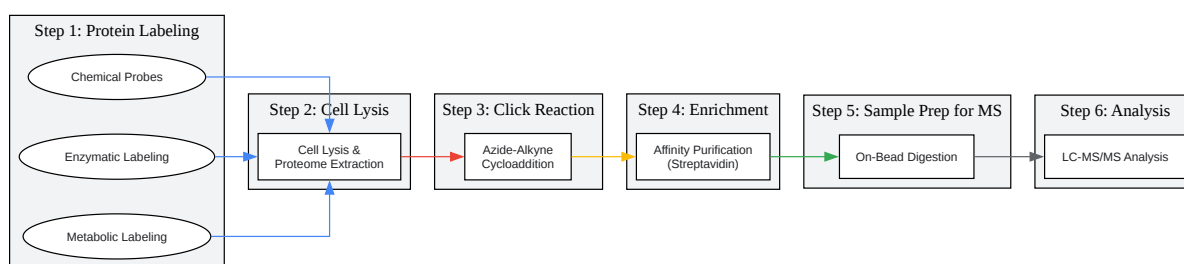 Step 1: Protein Labeling
Chemical Probes
Enzymatic Labeling
Metabolic Labeling
Step 2: Cell Lysis
Cell Lysis &
Proteome Extraction
Step 3: Click Reaction
Azide-Alkyne
Cycloaddition
Step 4: Enrichment
Affinity Purification
(Streptavidin)
Step 5: Sample Prep for MS
On-Bead Digestion
Step 6: Analysis
LC-MS/MS Analysis